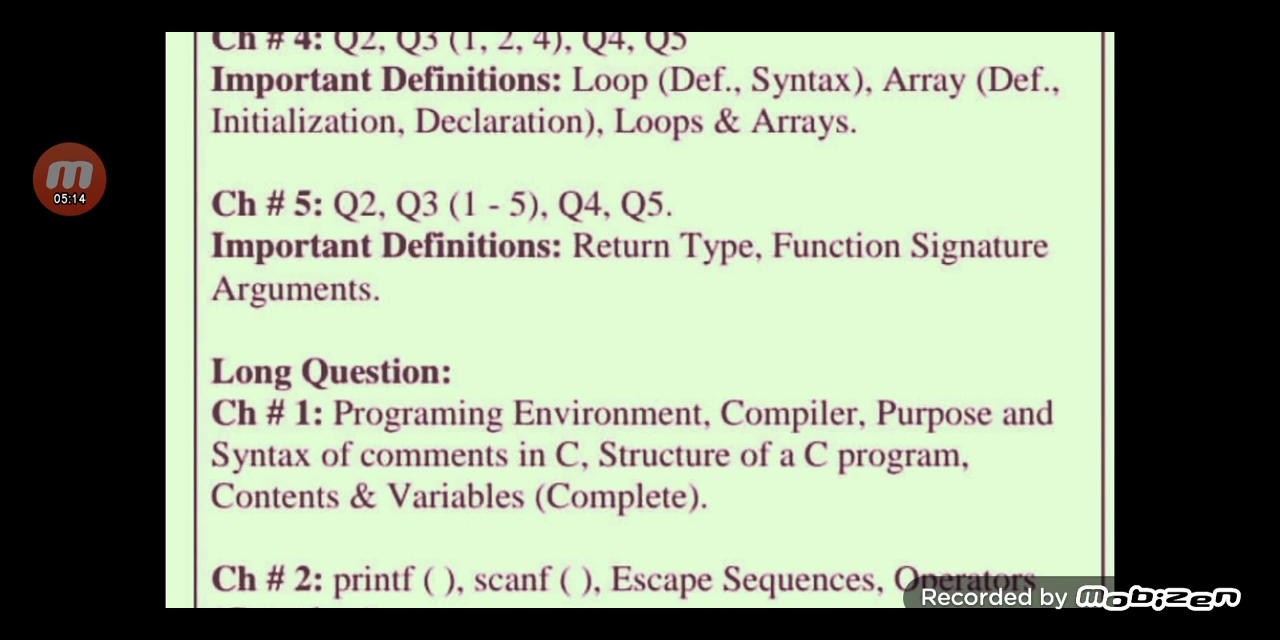 Ch # 4: Q2, Q3 (1, 2, 4), Q4, Q5
Important Definitions: Loop (Def., Syntax), Array (Def.,
Initialization, Declaration), Loops & Arrays.
05:14
Ch # 5: Q2, Q3 (1 - 5), Q4, Q5.
Important Definitions: Return Type, Function Signature
Arguments.
Long Question:
Ch # 1: Programing Environment, Compiler, Purpose and
Syntax of comments in C, Structure of a C program,
Contents & Variables (Complete).
Ch # 2: printf ( ), scanf ( ), Escape Sequences, Operators
Recorded by mobizen